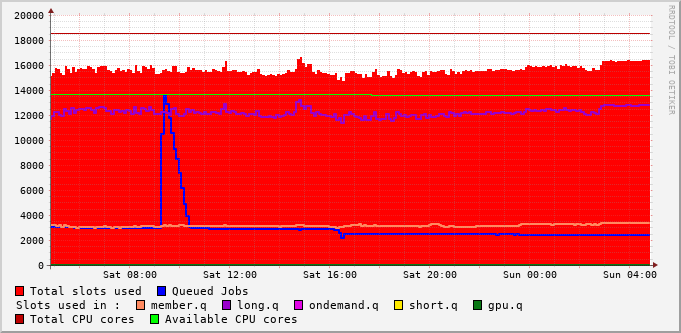 20000
18000
16000
14000
12000
10000
8000
6000
4000
2000
0
Sat 08:00 Sat 12:00 Sat 16:00 Sat 20:00 Sun 00:00 Sun 04:00
RRDTOOL / TOBI OETIKER
Total slots used Queued Jobs
Slots used in : member.q long.q ondemand.q short.q gpu.q
Total CPU cores Available CPU cores